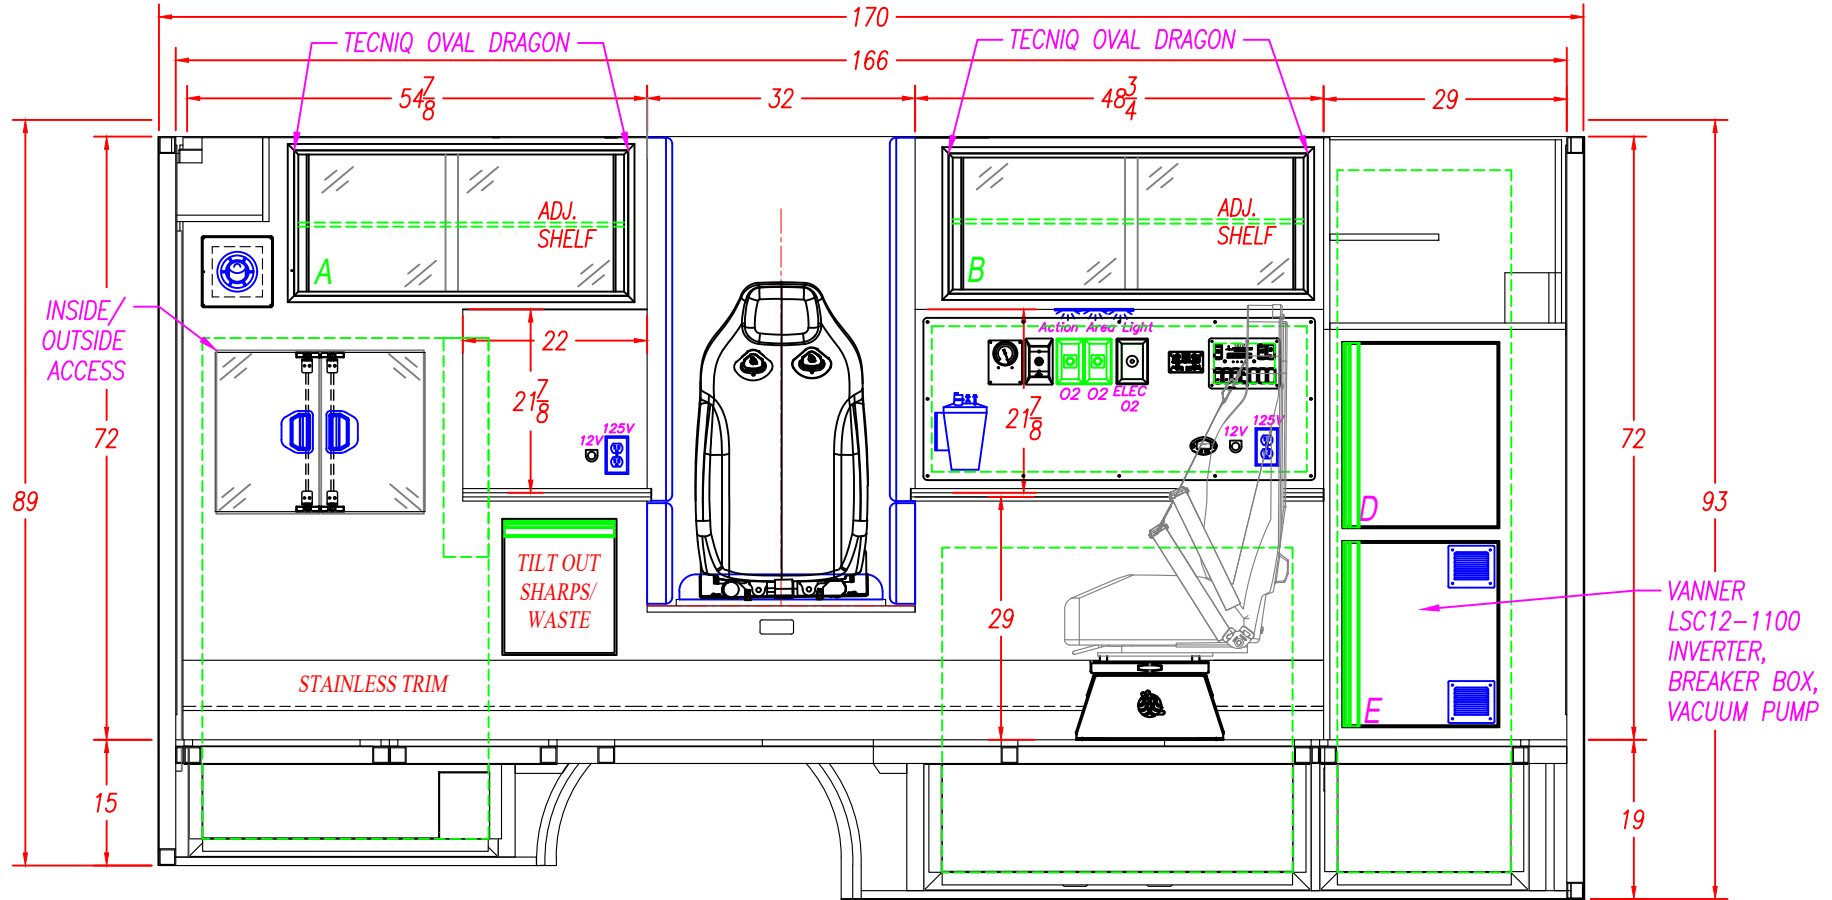 170
TECNIQ OVAL DRAGON
TECNIQ OVAL DRAGON
166
54 7/8
32
48 3/4
29
ADJ.
SHELF
ADJ.
SHELF
A
B
INSIDE/
OUTSIDE
ACCESS
22
21 7/8
12V
125V
Action Area Light
O2
O2
ELEC
O2
21 7/8
12V
125V
72
89
72
93
D
TILT OUT
SHARPS/
WASTE
29
VANNER
LSC12-1100
INVERTER,
BREAKER BOX,
VACUUM PUMP
STAINLESS TRIM
E
15
19